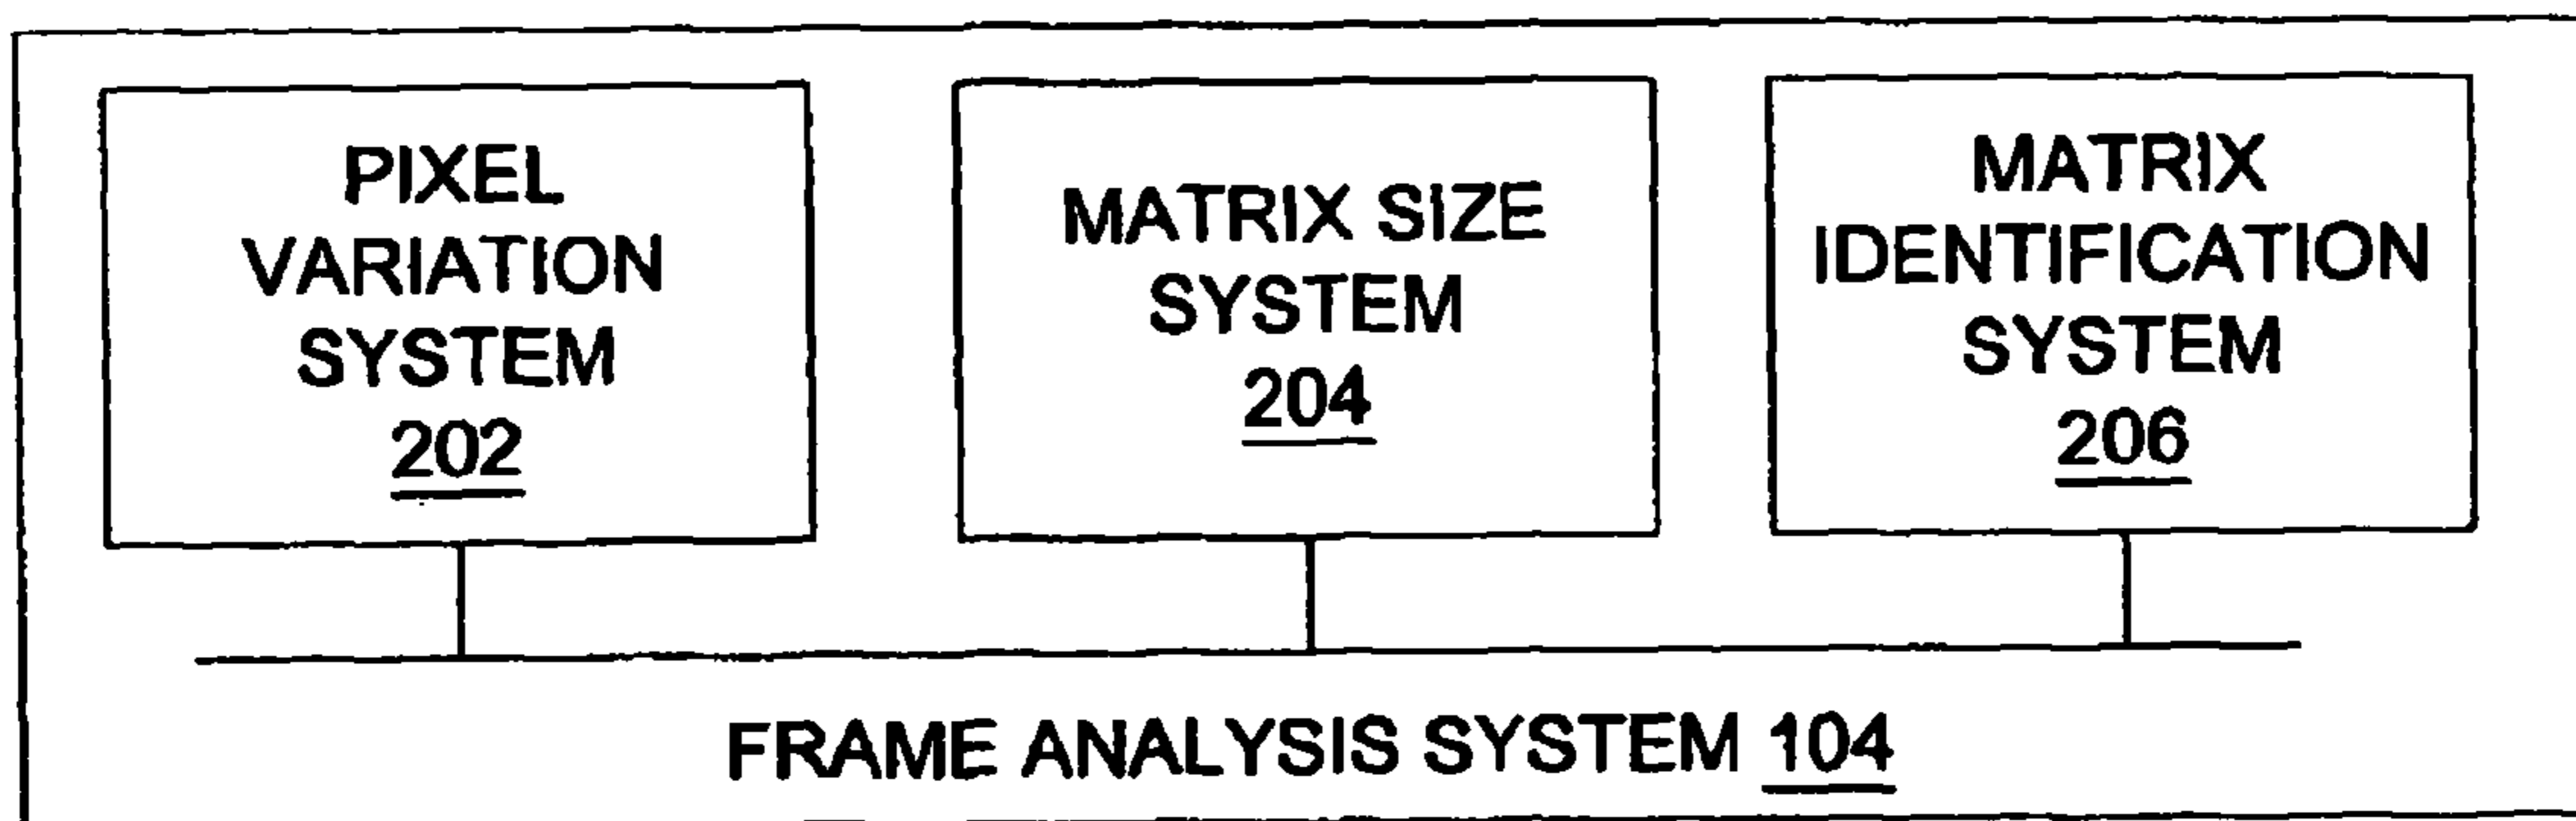 PIXEL
VARIATION
SYSTEM
202
MATRIX SIZE
SYSTEM
204
MATRIX
IDENTIFICATION
SYSTEM
206
FRAME ANALYSIS SYSTEM 104